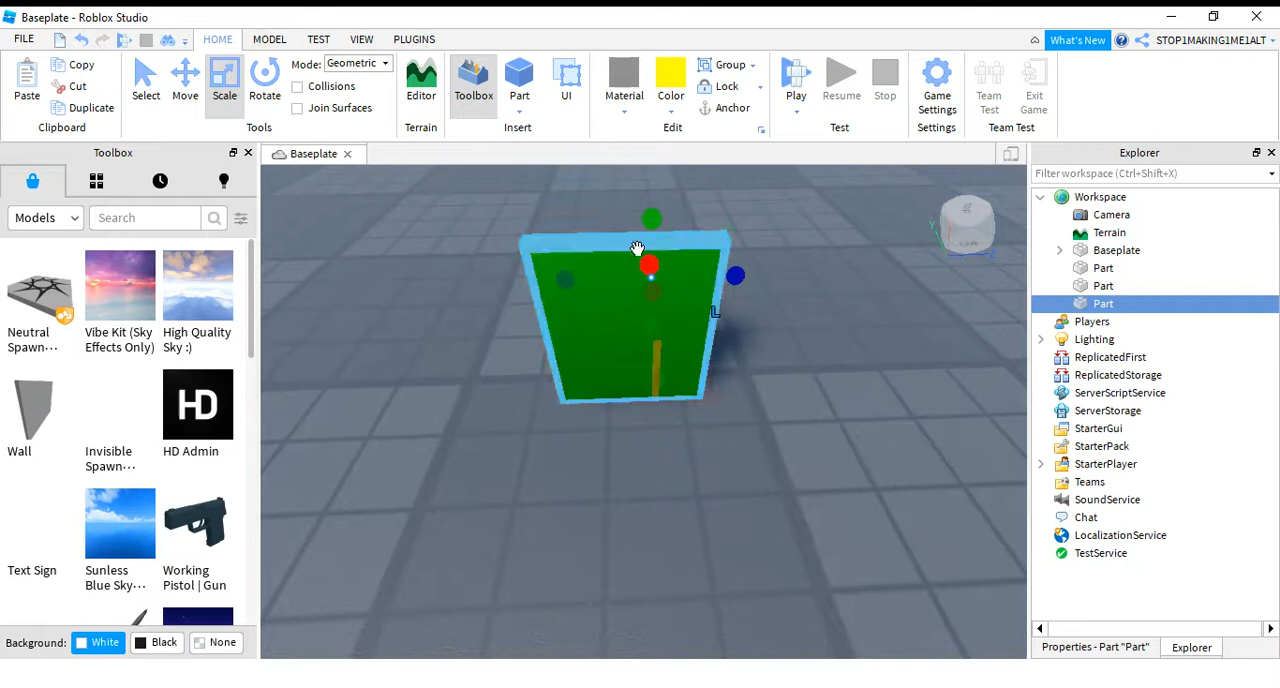 Baseplate - Roblox Studio
FILE HOME MODEL TEST VIEW PLUGINS What's New STOP1MAKING1ME1ALT
Paste Copy Cut Duplicate Select Move Scale Rotate Mode: Geometric Collisions Join Surfaces Editor Toolbox Part UI Material Color Group Lock Anchor Play Resume Stop Game Settings Team Test Exit Game
Clipboard Tools Terrain Insert Edit Test Settings Team Test
Toolbox
Baseplate
Explorer
Filter workspace (Ctrl+Shift+X)
Models Search
Neutral Spawn...
Vibe Kit (Sky Effects Only)
High Quality Sky :)
Wall
Invisible Spawn...
HD
HD Admin
Text Sign
Sunless Blue Sky...
Working Pistol | Gun
Background: White Black None
Y
Z
L
Workspace
Camera
Terrain
Baseplate
Part
Part
Part
Players
Lighting
ReplicatedFirst
ReplicatedStorage
ServerScriptService
ServerStorage
StarterGui
StarterPack
StarterPlayer
Teams
SoundService
Chat
LocalizationService
TestService
Properties - Part "Part" Explorer